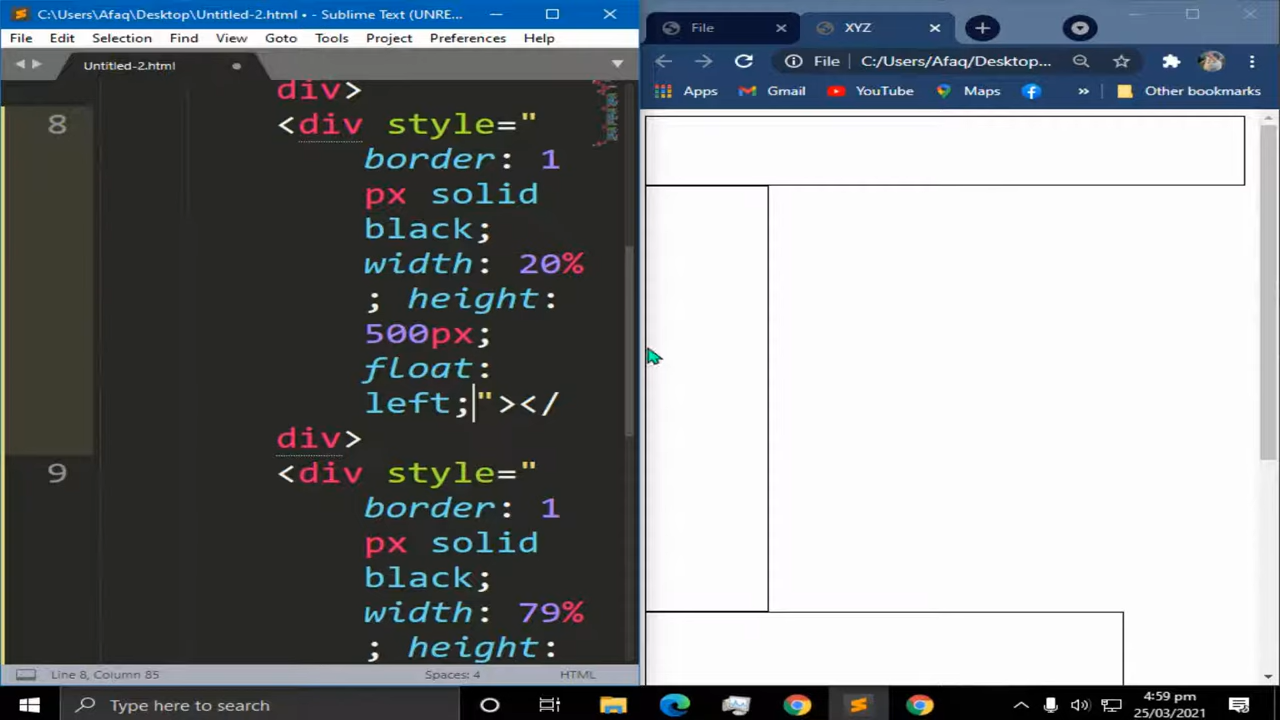 C:\Users\Afaq\Desktop\Untitled-2.html • - Sublime Text (UNRE...
File Edit Selection Find View Goto Tools Project Preferences Help
Untitled-2.html
div>
8 <div style="
border: 1
px solid
black;
width: 20%
; height:
500px;
float:
left;"></
div>
9 <div style="
border: 1
px solid
black;
width: 79%
; height:
Line 8, Column 85 Spaces: 4 HTML
File XYZ
File C:/Users/Afaq/Desktop...
Apps Gmail YouTube Maps » Other bookmarks
Type here to search
4:59 pm
25/03/2021